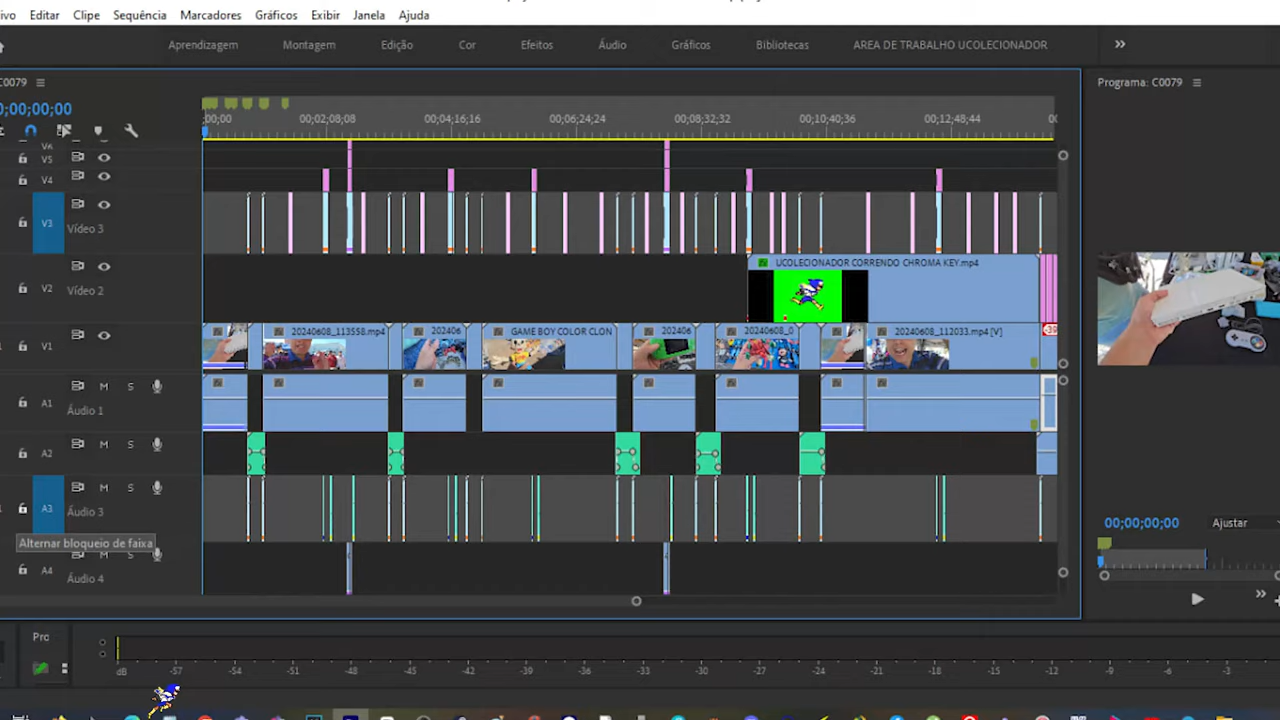 ivo Editar Clipe Sequência Marcadores Gráficos Exibir Janela Ajuda
Aprendizagem Montagem Edição Cor Efeitos Áudio Gráficos Bibliotecas AREA DE TRABALHO UCOLECIONADOR
C0079
Programa: C0079
0;00;00;00
;00;00 00;02;08;08 00;04;16;16 00;06;24;24 00;08;32;32 00;10;40;36 00;12;48;44 00
V6
V5
V4
V3 Vídeo 3
UCOLECIONADOR CORRENDO CHROMA KEY.mp4
V2 Vídeo 2
V1 20240608_113558.mp4 202406 GAME BOY COLOR CLON 202406 20240608_0 20240608_112033.mp4 [V]
M S
A1 Áudio 1
A2 M S
M S
A3 Áudio 3
Alternar bloqueio de faixa
A4 Áudio 4
00;00;00;00 Ajustar
Pro
dB -57 -54 -51 -48 -45 -42 -39 -36 -33 -30 -27 -24 -21 -18 -15 -12 -9 -6 -3